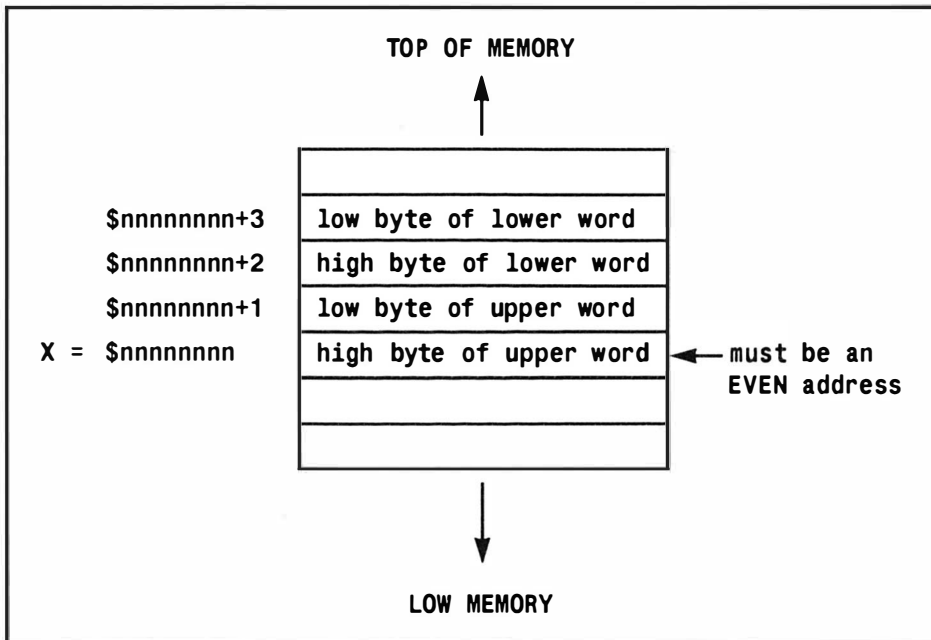 TOP OF MEMORY
$nnnnnnnn+3 low byte of lower word
$nnnnnnnn+2 high byte of lower word
$nnnnnnnn+1 low byte of upper word
X = $nnnnnnnn high byte of upper word must be an
EVEN address
LOW MEMORY